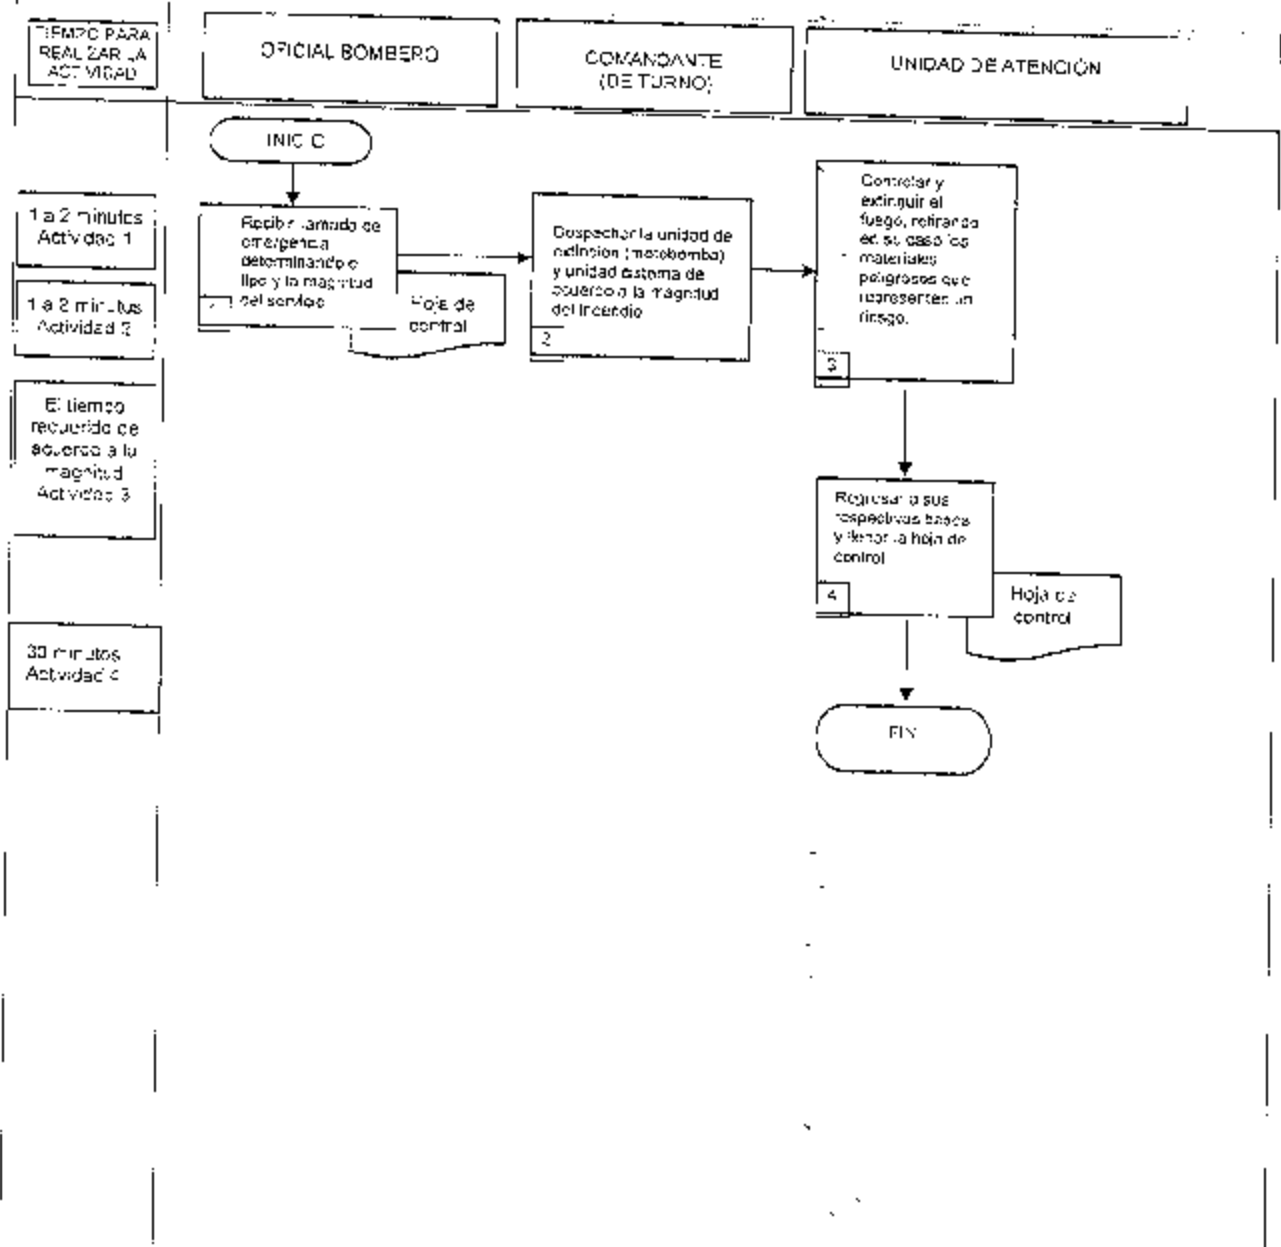 TIEMPO PARA
REALIZAR LA
ACTIVIDAD
OFICIAL BOMBERO
COMANDANTE
(DE TURNO)
UNIDAD DE ATENCIÓN
INICIO
1 a 2 minutos
Actividad 1
1 a 2 minutos
Actividad 2
El tiempo
requerido de
acuerdo a la
magnitud
Actividad 3
30 minutos
Actividad 4
Recibir llamada de
emergencia
determinando el
tipo y la magnitud
del servicio
Hoja de
control
Despachar la unidad de
extinción (motobomba)
y unidad cisterna de
acuerdo a la magnitud
del incendio
2
Controlar y
extinguir el
fuego, retirando
en su caso los
materiales
peligrosos que
representen un
riesgo.
3
Regresar a sus
respectivas bases
y llenar la hoja de
control
4
Hoja de
control
FIN